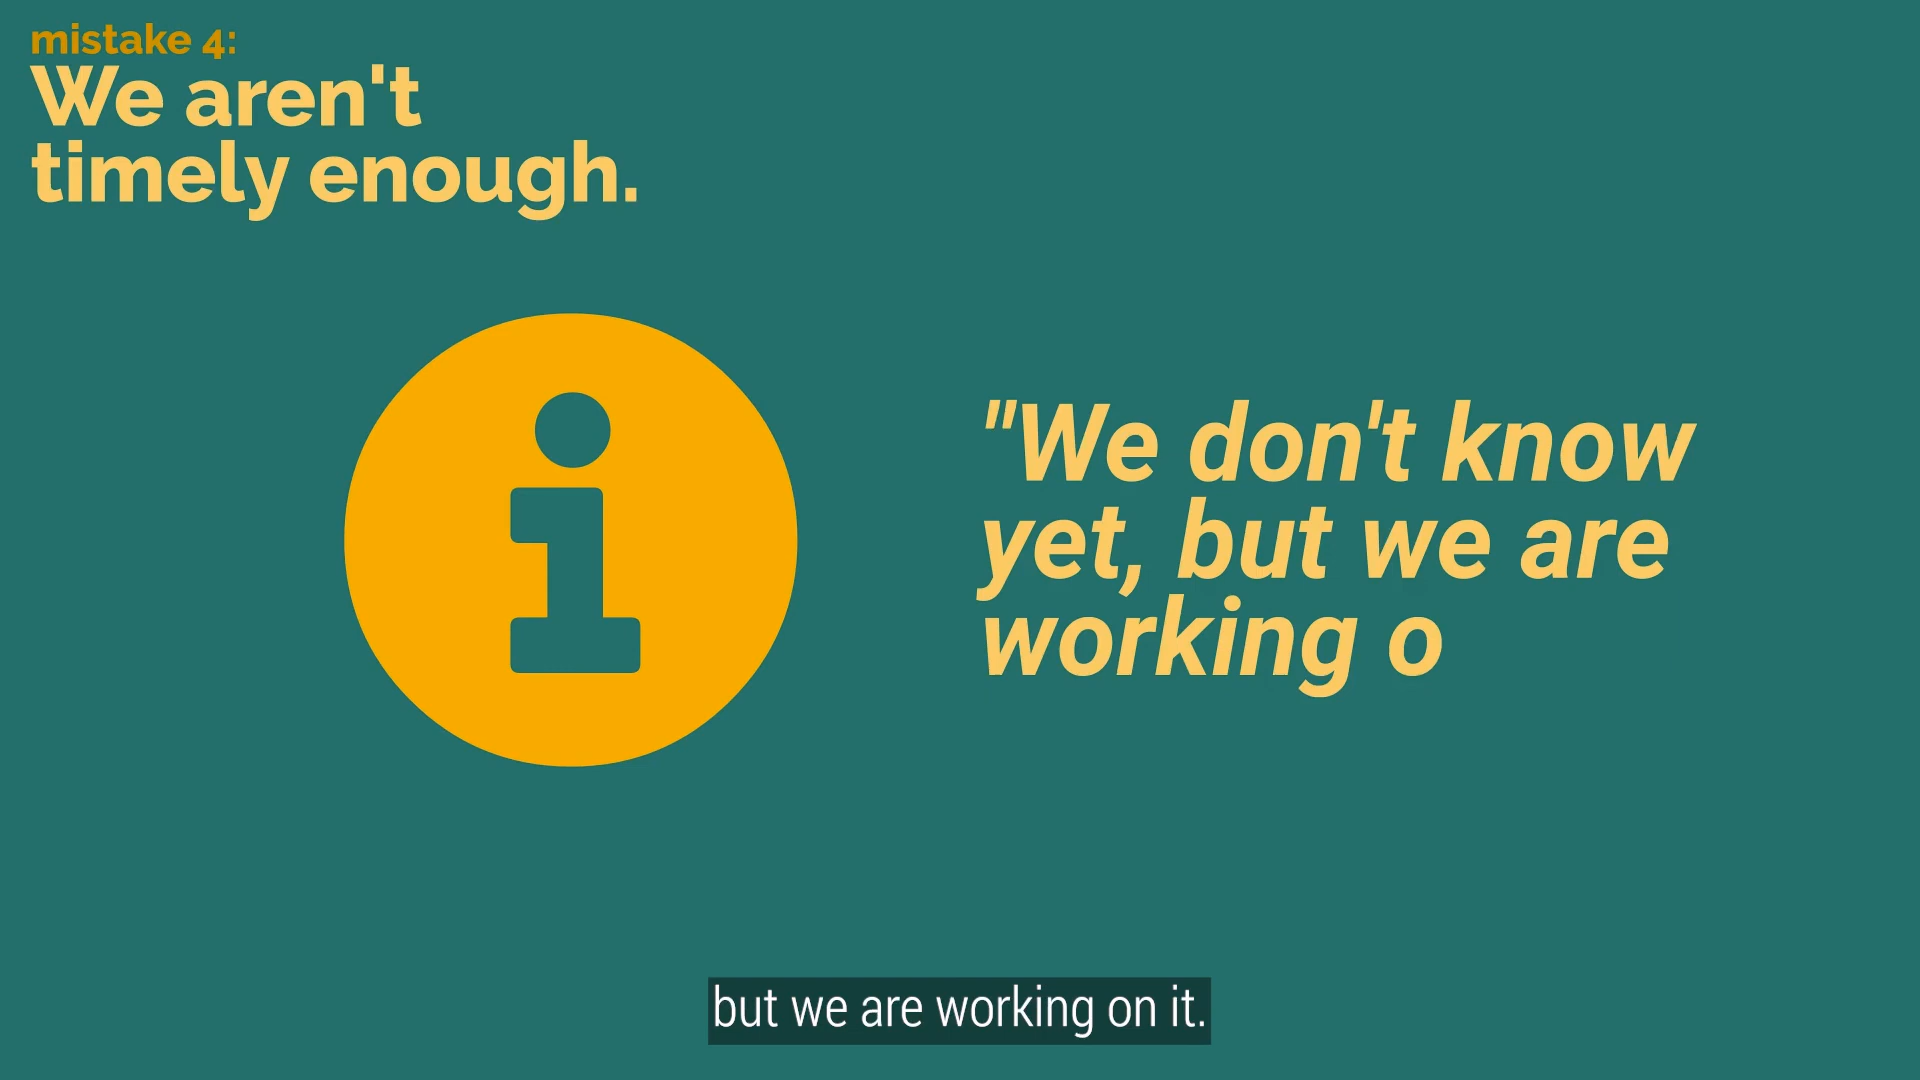 mistake 4:
We aren't
timely enough.
"We don't know
yet, but we are
working o
but we are working on it.